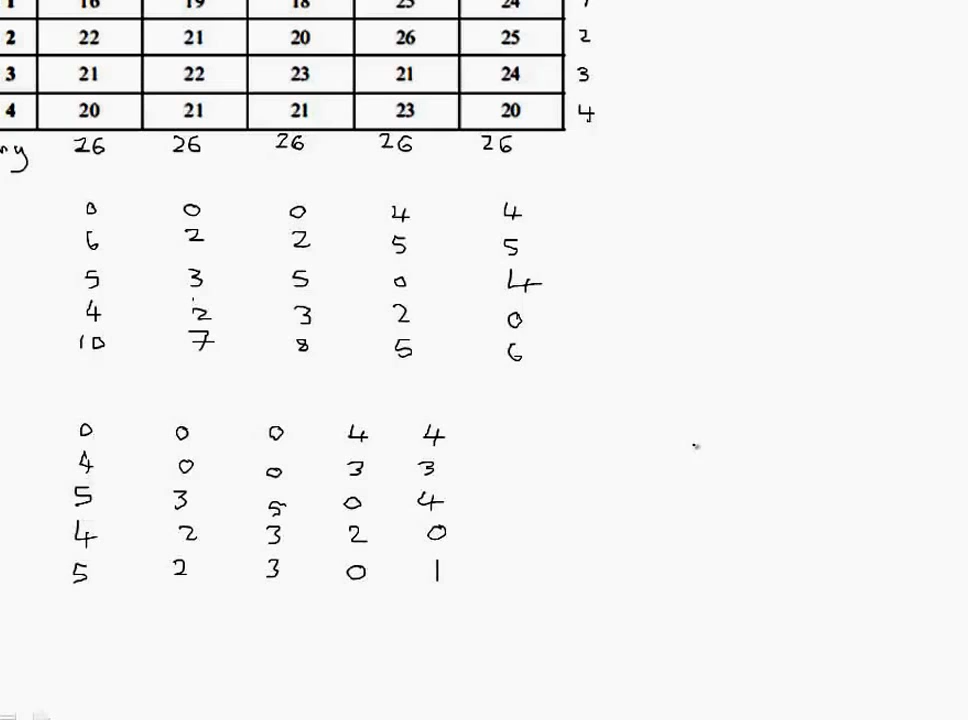 1 16 19 18 25 24 1
2 22 21 20 26 25 2
3 21 22 23 21 24 3
4 20 21 21 23 20 4
my 26 26 26 26 26
0 0 0 4 4
6 2 2 5 5
5 3 5 0 4
4 2 3 2 0
10 7 8 5 6
0 0 0 4 4
4 0 0 3 3
5 3 5 0 4
4 2 3 2 0
5 2 3 0 1